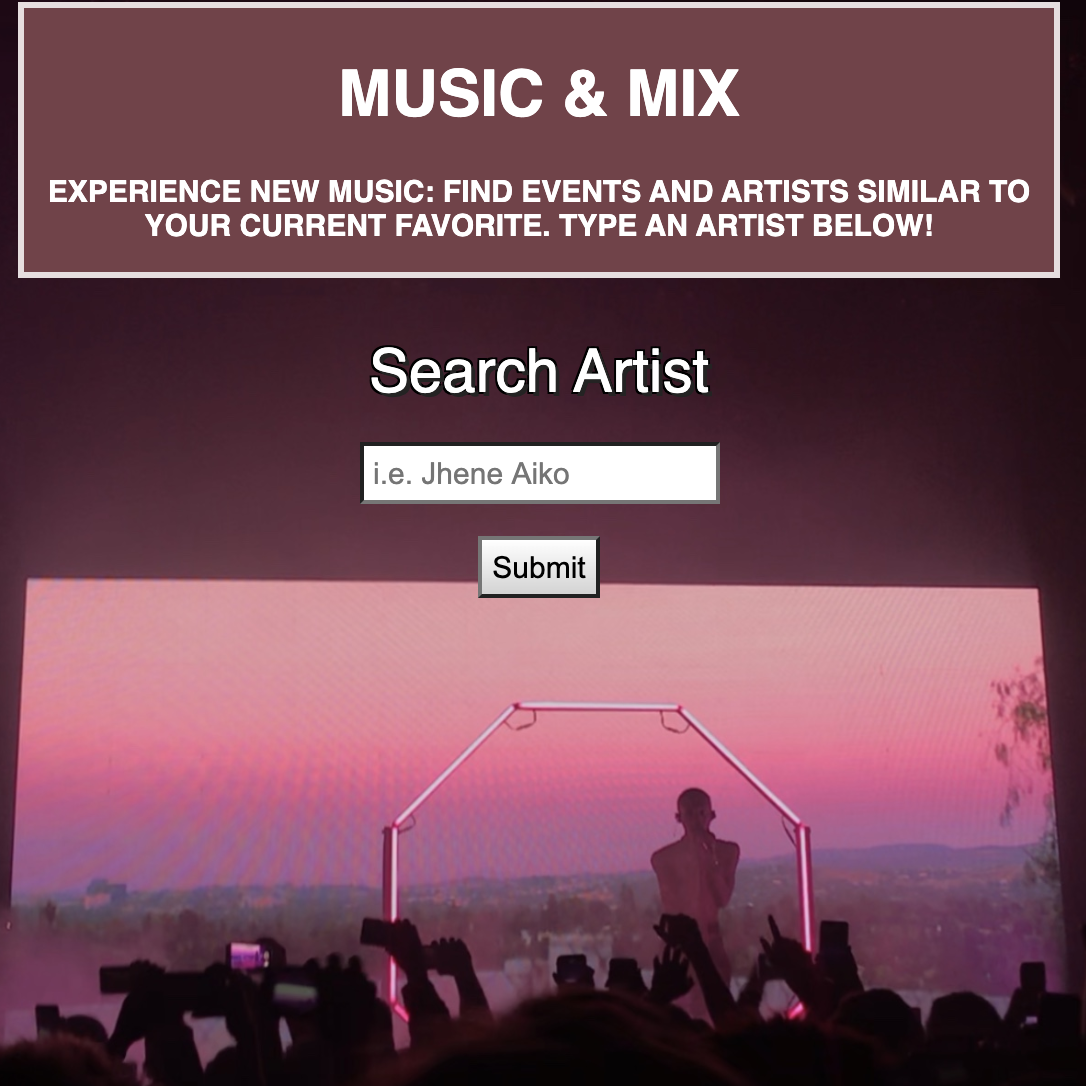 MUSIC & MIX
EXPERIENCE NEW MUSIC: FIND EVENTS AND ARTISTS SIMILAR TO
YOUR CURRENT FAVORITE. TYPE AN ARTIST BELOW!
Search Artist
i.e. Jhene Aiko
Submit